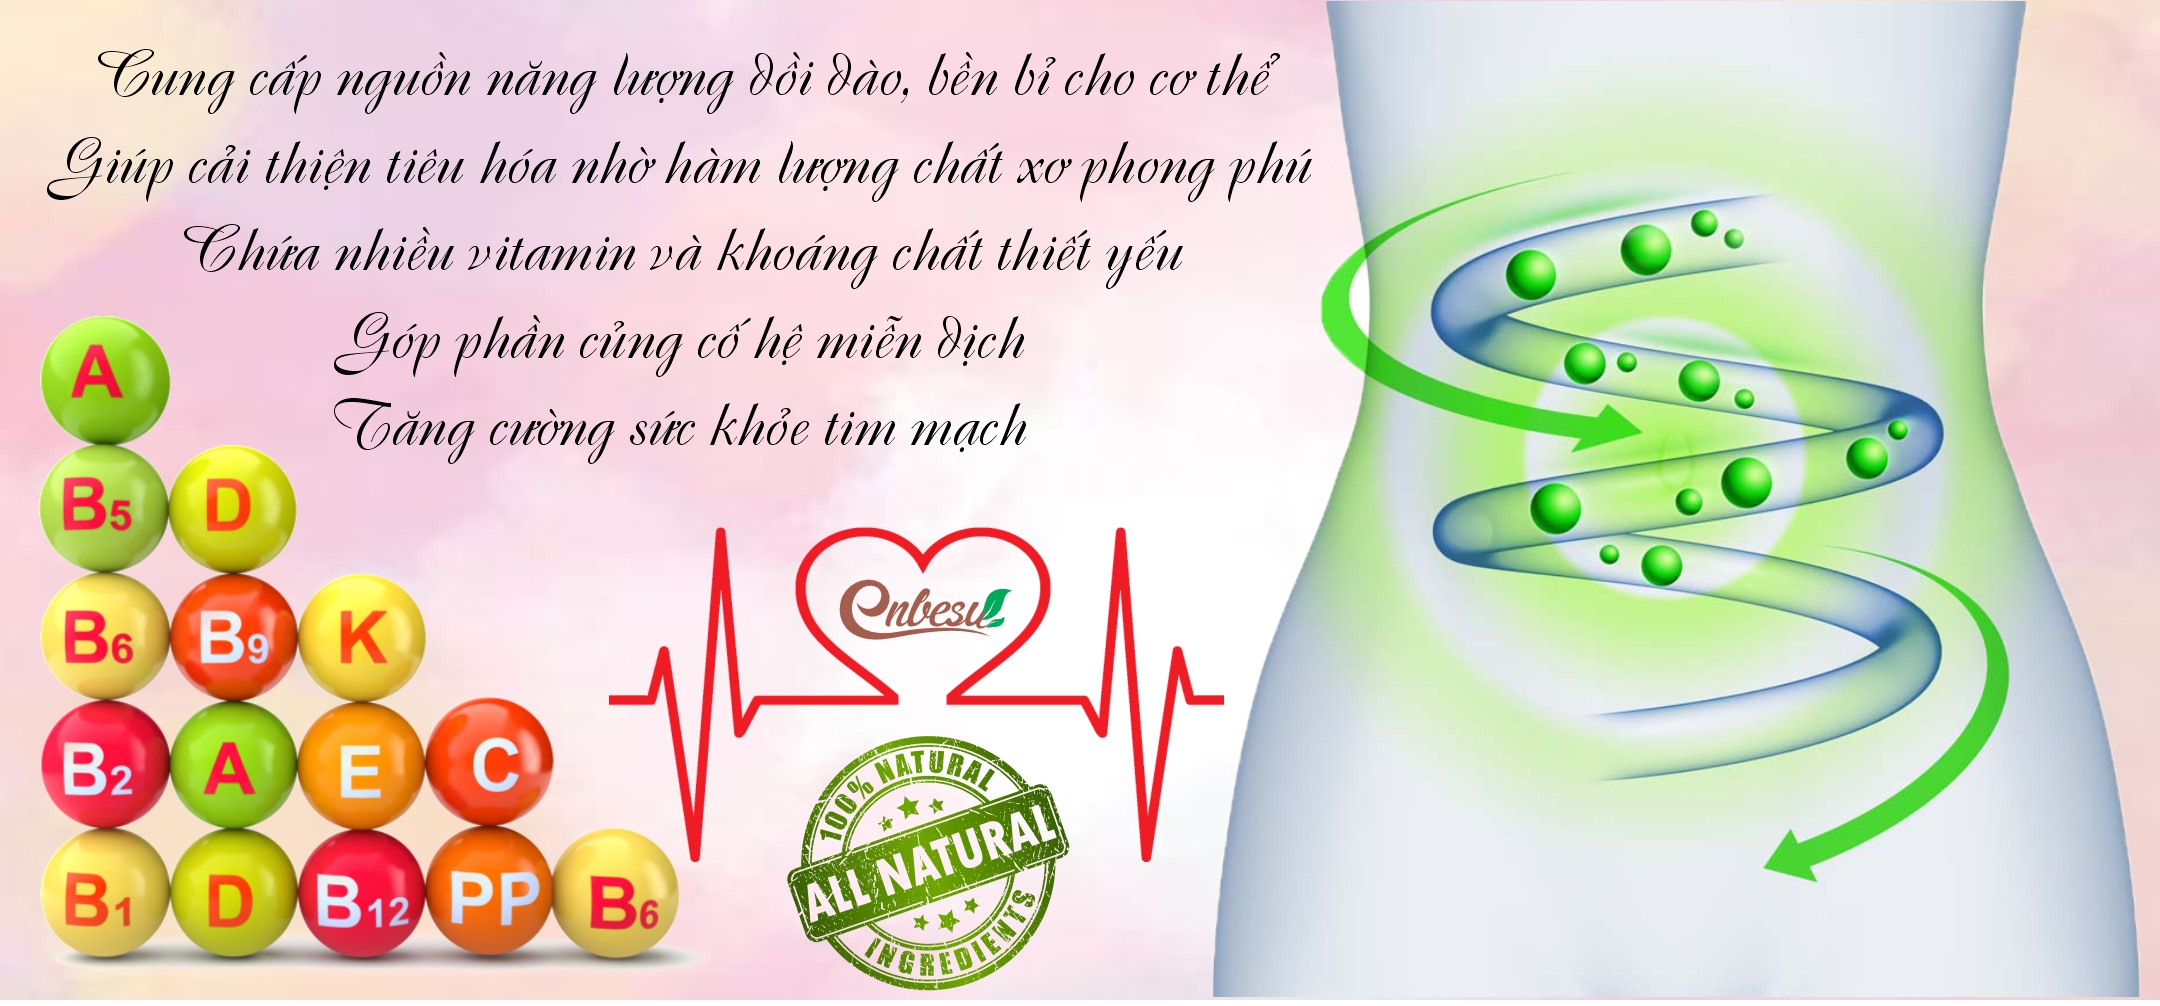 Cung cấp nguồn năng lượng dồi dào, bền bỉ cho cơ thể
Giúp cải thiện tiêu hóa nhờ hàm lượng chất xơ phong phú
Chứa nhiều vitamin và khoáng chất thiết yếu
Góp phần củng cố hệ miễn dịch
Tăng cường sức khỏe tim mạch
A
B5 D
B6 B9 K
B2 A E C
B1 D B12 PP B6
enbesu
100% NATURAL
ALL NATURAL
INGREDIENTS